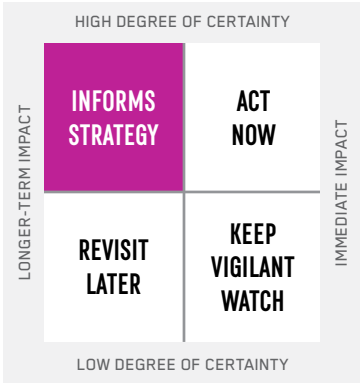 HIGH DEGREE OF CERTAINTY
LONGER-TERM IMPACT
INFORMS
STRATEGY
ACT
NOW
IMMEDIATE IMPACT
REVISIT
LATER
KEEP
VIGILANT
WATCH
LOW DEGREE OF CERTAINTY